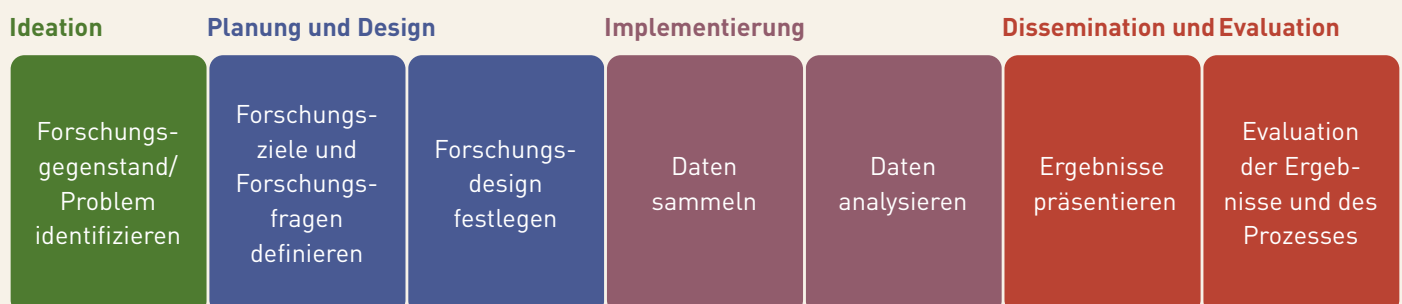 Ideation
Planung und Design
Implementierung
Dissemination und Evaluation
Forschungs-
gegenstand/
Problem
identifizieren
Forschungs-
ziele und
Forschungs-
fragen
definieren
Forschungs-
design
festlegen
Daten
sammeln
Daten
analysieren
Ergebnisse
präsentieren
Evaluation
der Ergeb-
nisse und des
Prozesses